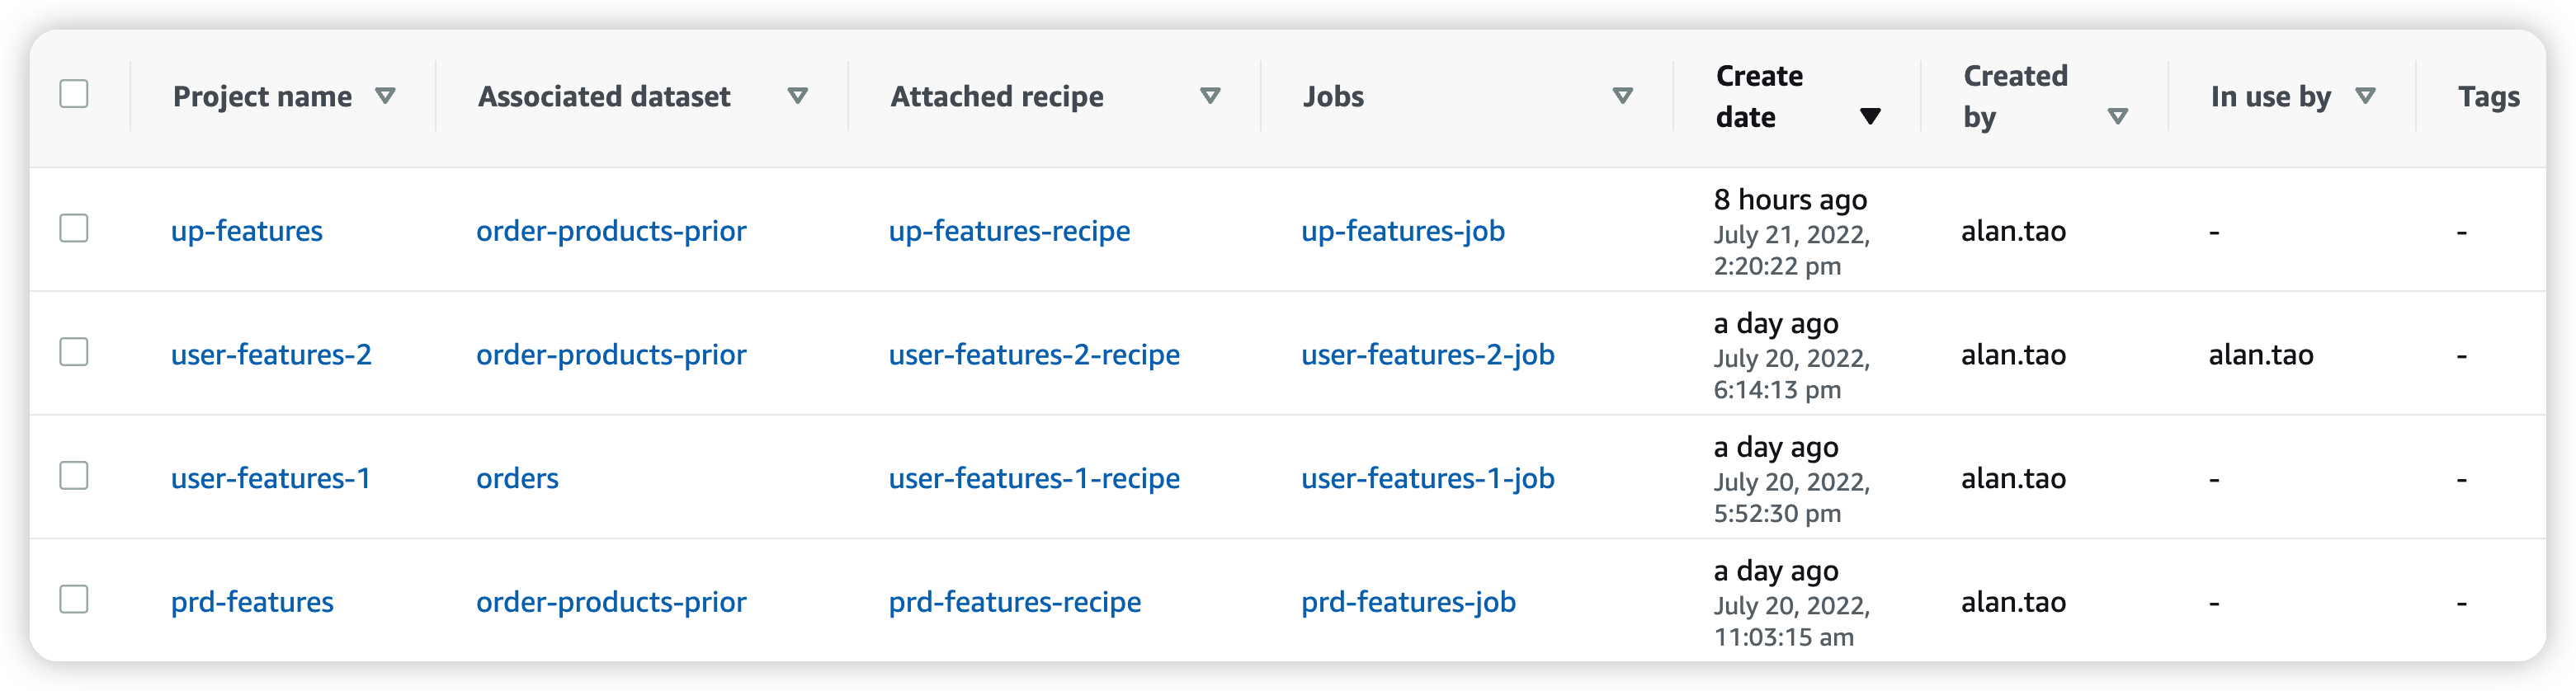 Project name Associated dataset Attached recipe Jobs Create date Created by In use by Tags
up-features order-products-prior up-features-recipe up-features-job 8 hours ago July 21, 2022, 2:20:22 pm alan.tao - -
user-features-2 order-products-prior user-features-2-recipe user-features-2-job a day ago July 20, 2022, 6:14:13 pm alan.tao alan.tao -
user-features-1 orders user-features-1-recipe user-features-1-job a day ago July 20, 2022, 5:52:30 pm alan.tao - -
prd-features order-products-prior prd-features-recipe prd-features-job a day ago July 20, 2022, 11:03:15 am alan.tao - -